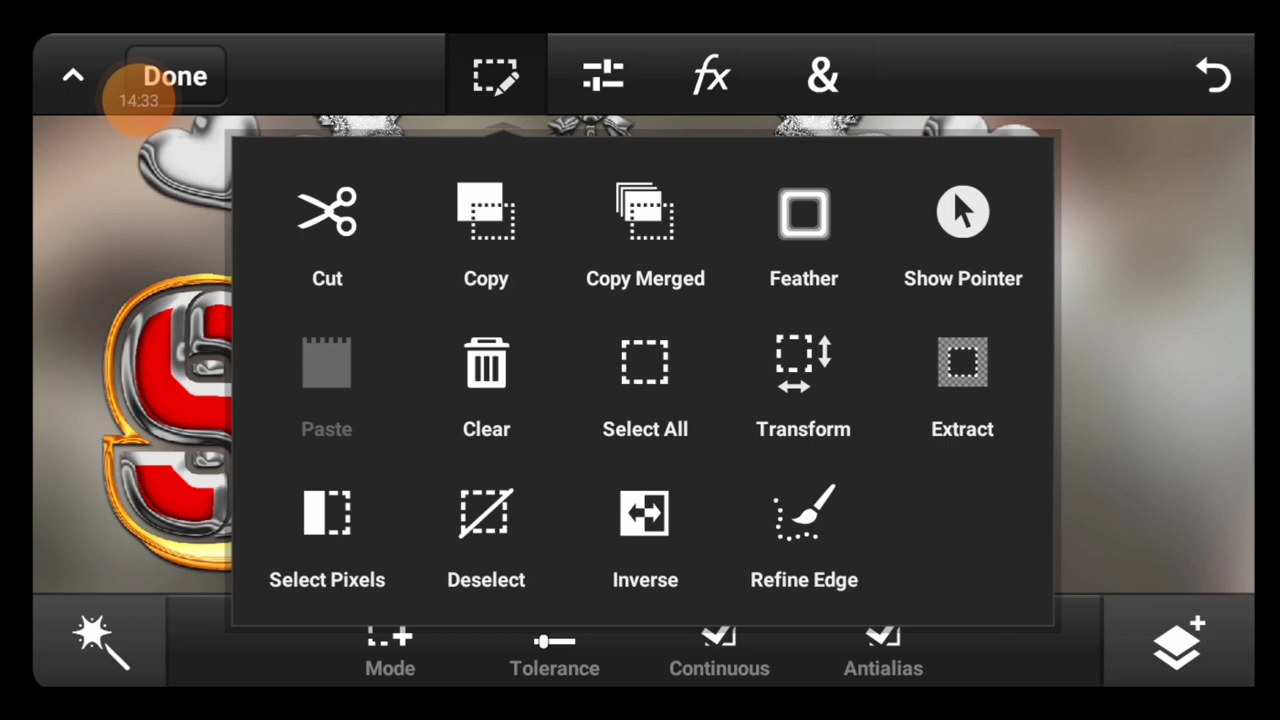 Done
14:33
fx
&
Cut
Copy
Copy Merged
Feather
Show Pointer
Paste
Clear
Select All
Transform
Extract
Select Pixels
Deselect
Inverse
Refine Edge
S
Mode
Tolerance
Continuous
Antialias